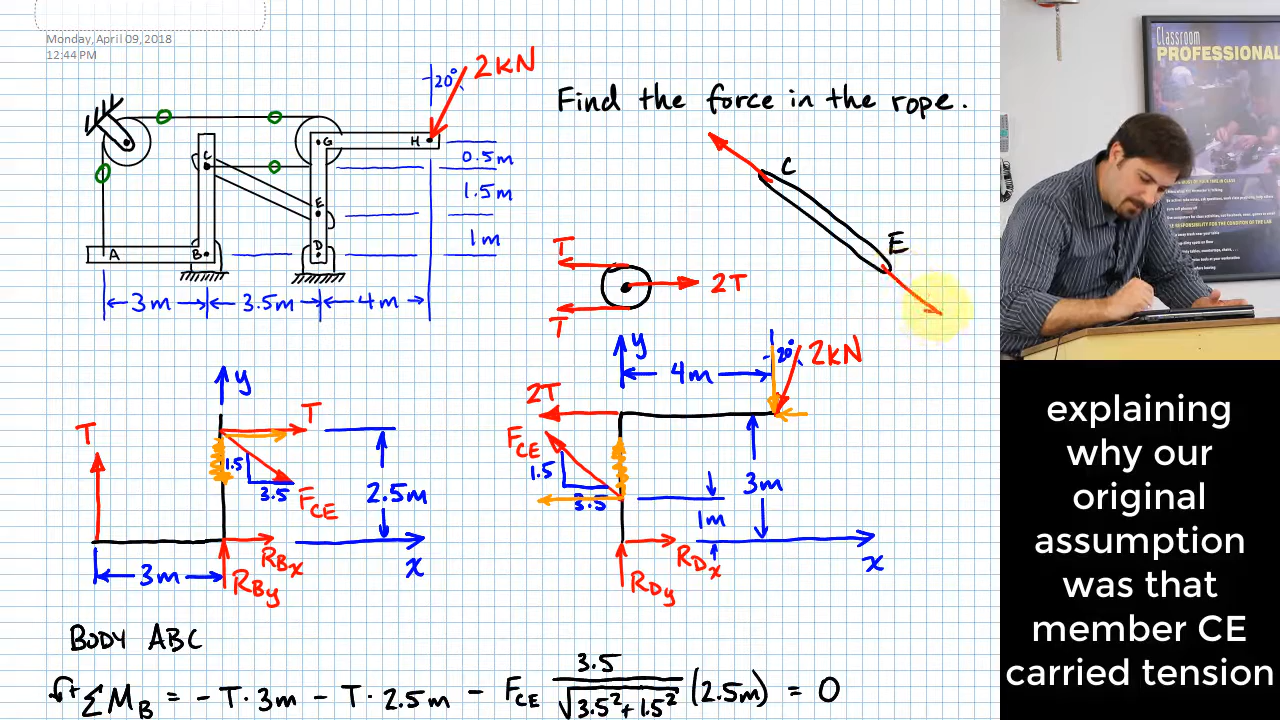 Monday, April 09, 2018
12:44 PM
Find the force in the rope.
20°
2kN
C
G
H
E
A
B
D
0.5m
1.5m
1m
3m
3.5m
4m
C
E
T
T
2T
y
T
T
1.5
3.5
F_CE
2.5m
3m
R_Bx
R_By
x
y
4m
20°
2kN
2T
F_CE
1.5
3.5
3m
1m
R_Dx
R_Dy
x
BODY ABC
+ ΣM_B = -T·3m - T·2.5m - F_CE 3.5/√(3.5²+1.5²) (2.5m) = 0
Classroom
PROFESSIONAL
explaining
why our
original
assumption
was that
member CE
carried tension